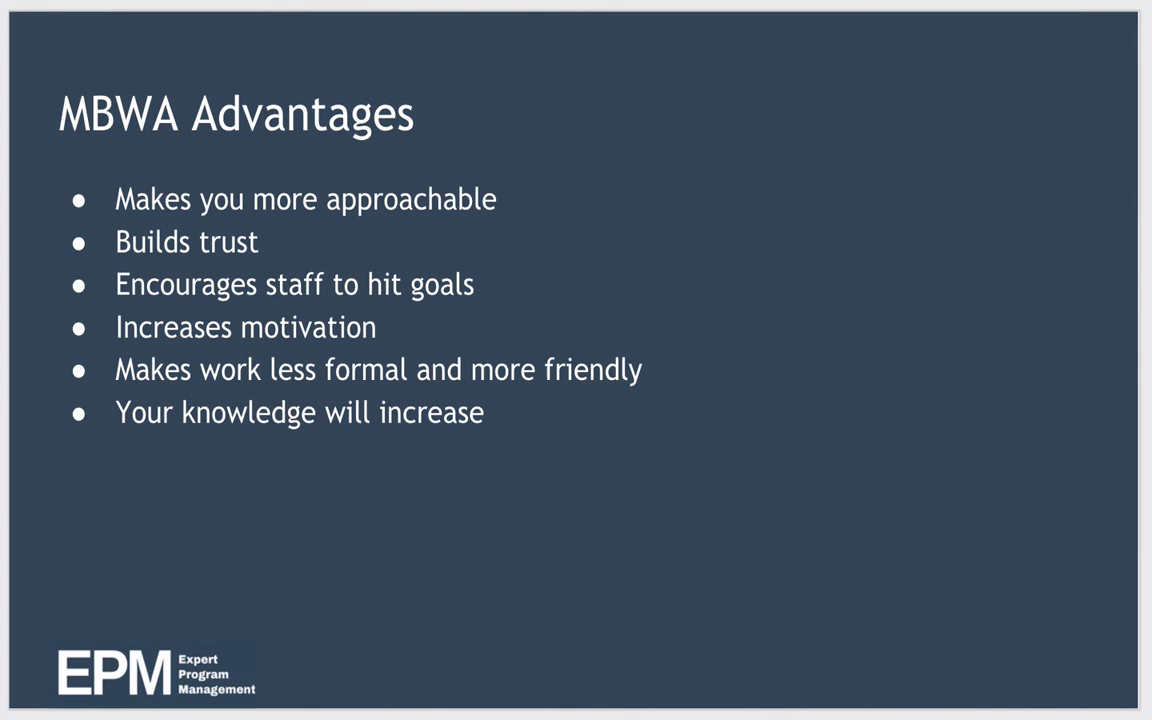 MBWA Advantages
● Makes you more approachable
● Builds trust
● Encourages staff to hit goals
● Increases motivation
● Makes work less formal and more friendly
● Your knowledge will increase
EPM
Expert
Program
Management